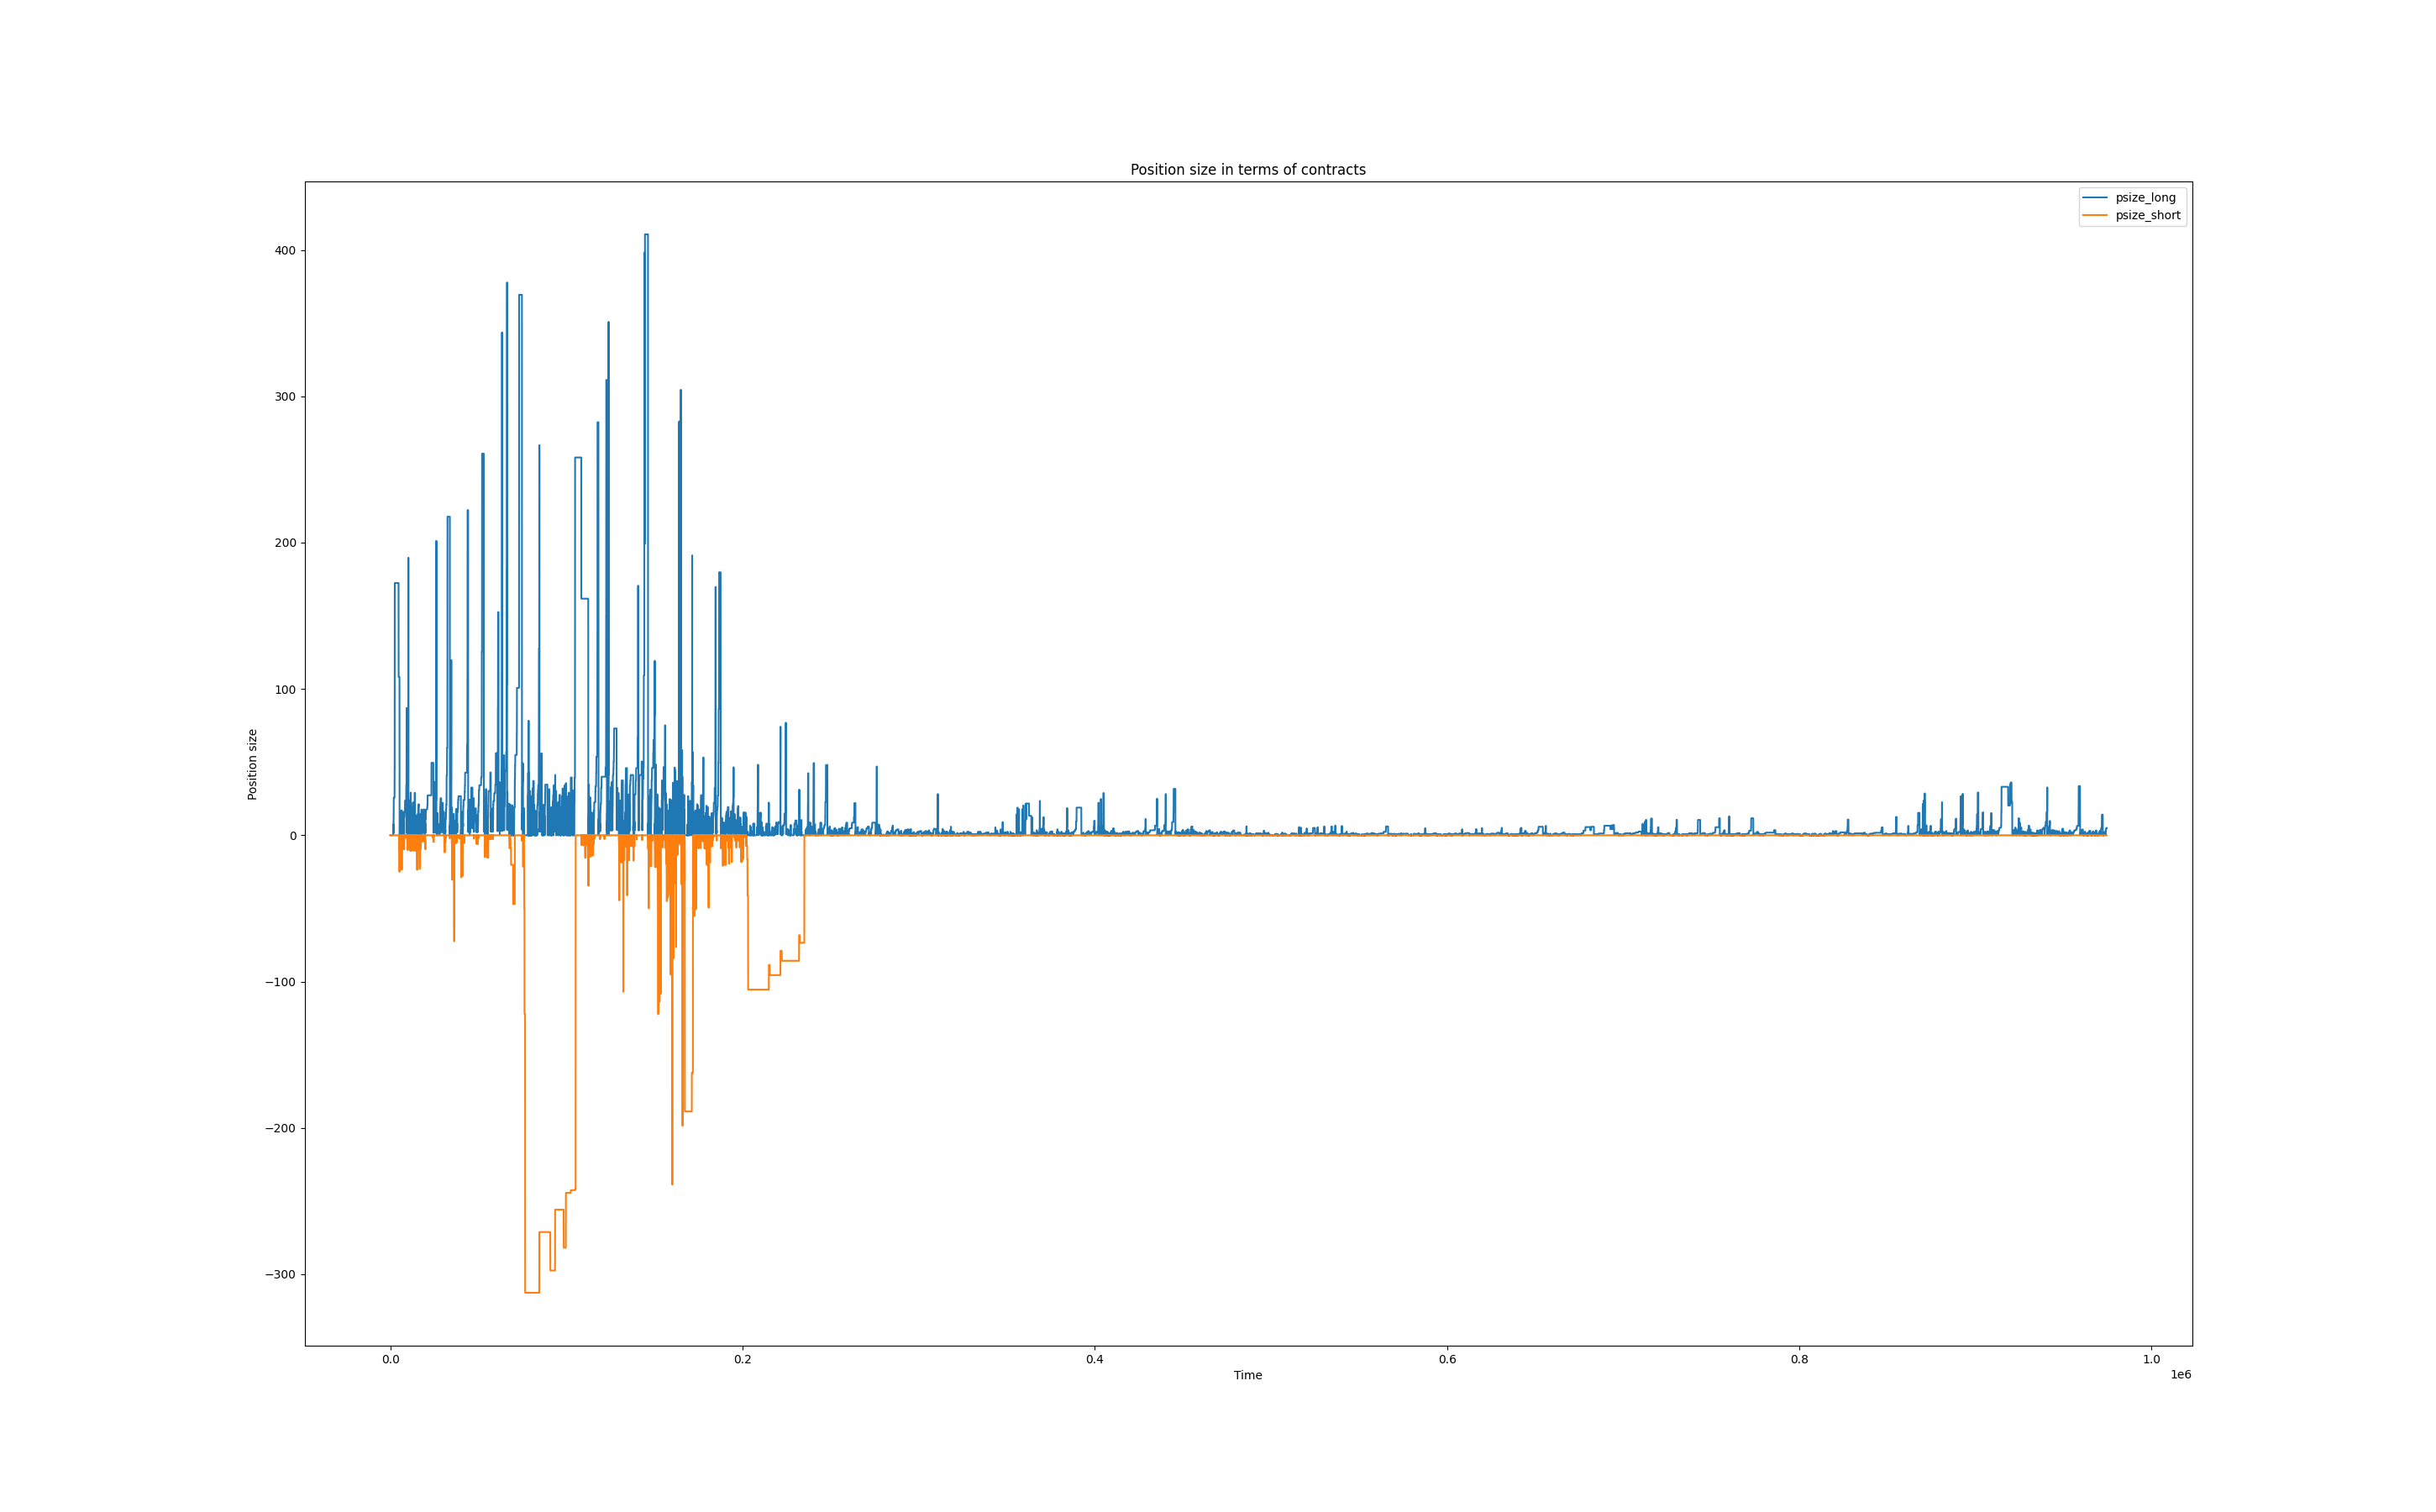 Position size in terms of contracts
psize_long
psize_short
Position size
400
300
200
100
0
−100
−200
−300
0.0
0.2
0.4
0.6
0.8
1.0
1e6
Time